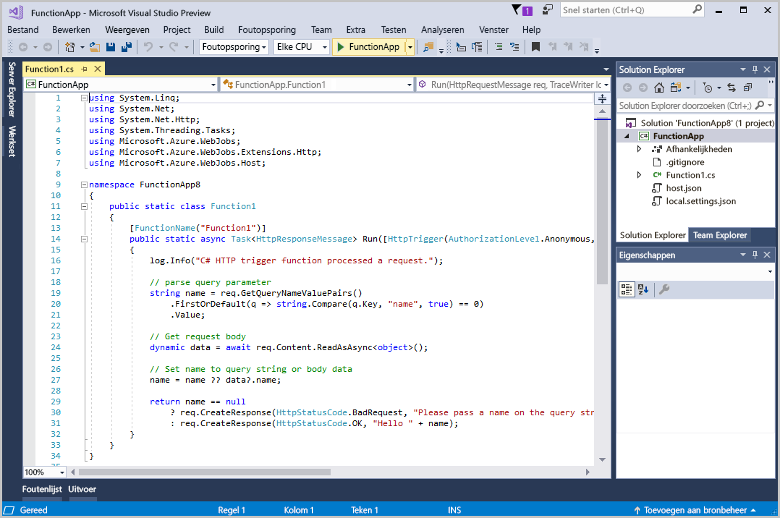 FunctionApp - Microsoft Visual Studio Preview
Snel starten (Ctrl+Q)
Bestand Bewerken Weergeven Project Build Foutopsporing Team Extra Testen Analyseren Venster Help
Foutopsporing Elke CPU FunctionApp
Server Explorer
Werkset
Function1.cs
FunctionApp FunctionApp.Function1 Run(HttpRequestMessage req, TraceWriter lo
1 using System.Linq;
2 using System.Net;
3 using System.Net.Http;
4 using System.Threading.Tasks;
5 using Microsoft.Azure.WebJobs;
6 using Microsoft.Azure.WebJobs.Extensions.Http;
7 using Microsoft.Azure.WebJobs.Host;
8
9 namespace FunctionApp8
10 {
11 public static class Function1
12 {
13 [FunctionName("Function1")]
14 public static async Task<HttpResponseMessage> Run([HttpTrigger(AuthorizationLevel.Anonymous,
15 {
16 log.Info("C# HTTP trigger function processed a request.");
17
18 // parse query parameter
19 string name = req.GetQueryNameValuePairs()
20 .FirstOrDefault(q => string.Compare(q.Key, "name", true) == 0)
21 .Value;
22
23 // Get request body
24 dynamic data = await req.Content.ReadAsAsync<object>();
25
26 // Set name to query string or body data
27 name = name ?? data?.name;
28
29 return name == null
30 ? req.CreateResponse(HttpStatusCode.BadRequest, "Please pass a name on the query str
31 : req.CreateResponse(HttpStatusCode.OK, "Hello " + name);
32 }
33 }
34 }
100%
Solution Explorer
Solution Explorer doorzoeken (Ctrl+;)
Solution 'FunctionApp8' (1 project)
FunctionApp
Afhankelijkheden
.gitignore
Function1.cs
host.json
local.settings.json
Solution Explorer Team Explorer
Eigenschappen
Foutenlijst Uitvoer
Gereed Regel 1 Kolom 1 Teken 1 INS Toevoegen aan bronbeheer